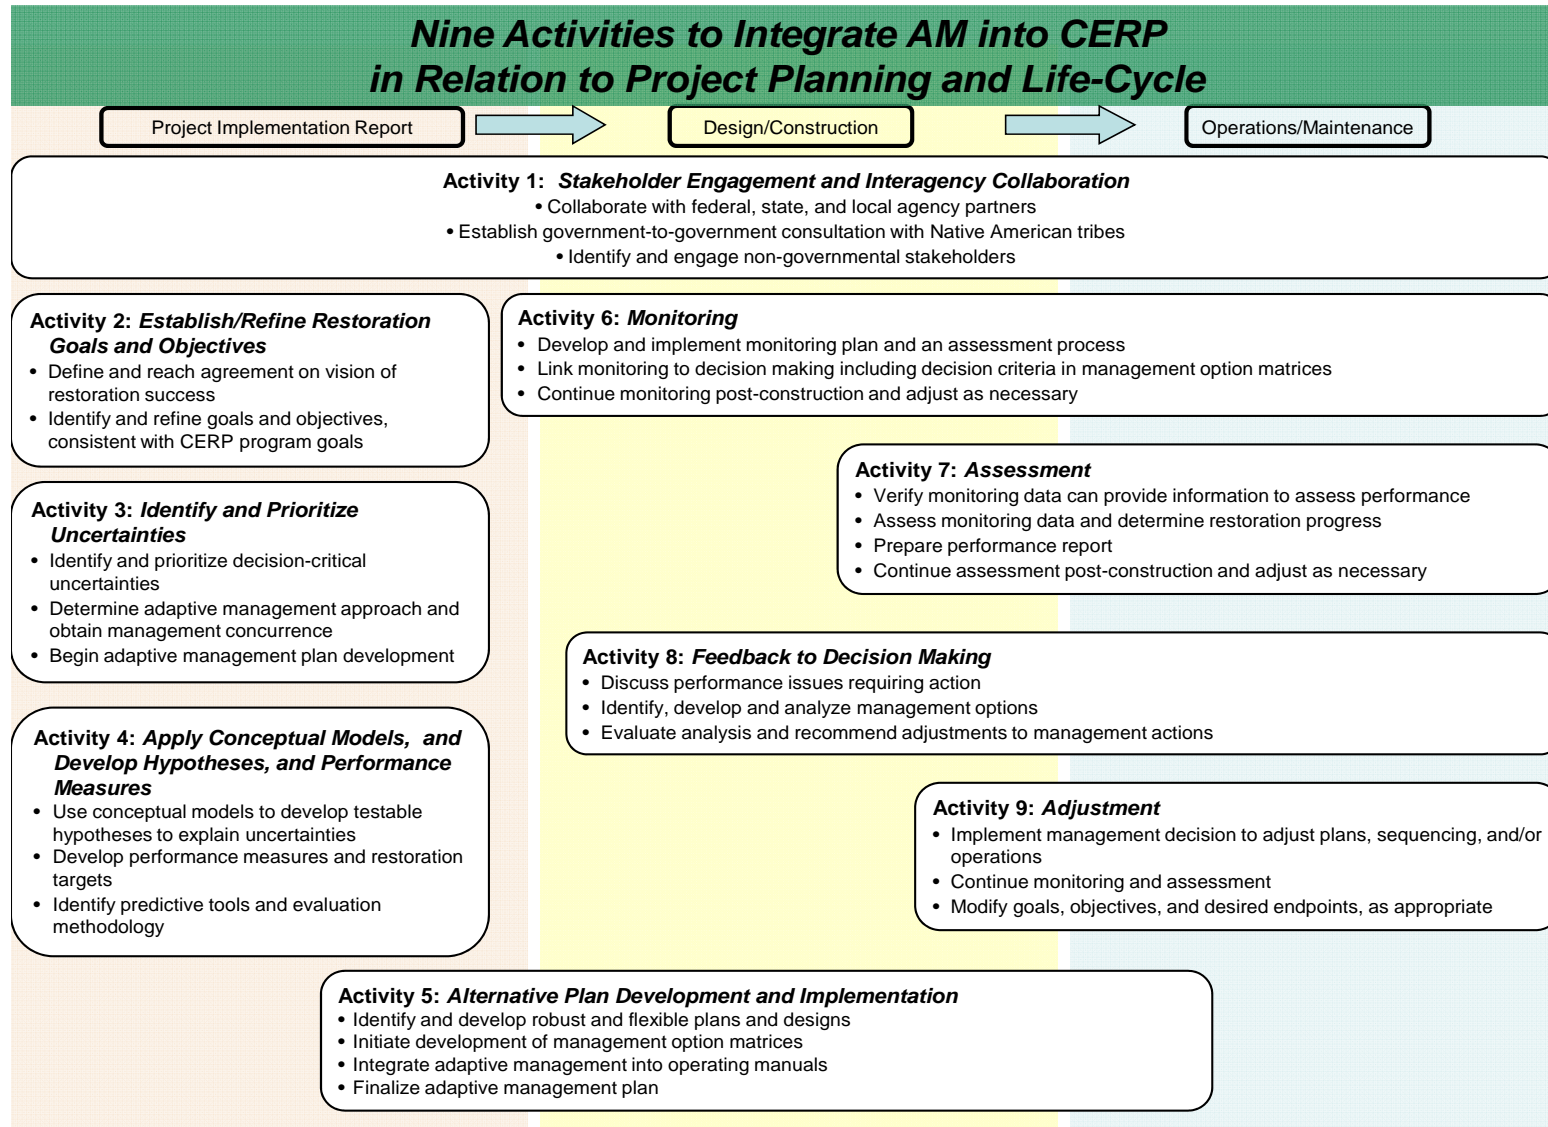 Nine Activities to Integrate AM into CERP
in Relation to Project Planning and Life-Cycle
Project Implementation Report
Design/Construction
Operations/Maintenance
Activity 1: Stakeholder Engagement and Interagency Collaboration
• Collaborate with federal, state, and local agency partners
• Establish government-to-government consultation with Native American tribes
• Identify and engage non-governmental stakeholders
Activity 2: Establish/Refine Restoration
Goals and Objectives
• Define and reach agreement on vision of
restoration success
• Identify and refine goals and objectives,
consistent with CERP program goals
Activity 3: Identify and Prioritize
Uncertainties
• Identify and prioritize decision-critical
uncertainties
• Determine adaptive management approach and
obtain management concurrence
• Begin adaptive management plan development
Activity 4: Apply Conceptual Models, and
Develop Hypotheses, and Performance
Measures
• Use conceptual models to develop testable
hypotheses to explain uncertainties
• Develop performance measures and restoration
targets
• Identify predictive tools and evaluation
methodology
Activity 6: Monitoring
• Develop and implement monitoring plan and an assessment process
• Link monitoring to decision making including decision criteria in management option matrices
• Continue monitoring post-construction and adjust as necessary
Activity 7: Assessment
• Verify monitoring data can provide information to assess performance
• Assess monitoring data and determine restoration progress
• Prepare performance report
• Continue assessment post-construction and adjust as necessary
Activity 8: Feedback to Decision Making
• Discuss performance issues requiring action
• Identify, develop and analyze management options
• Evaluate analysis and recommend adjustments to management actions
Activity 9: Adjustment
• Implement management decision to adjust plans, sequencing, and/or
operations
• Continue monitoring and assessment
• Modify goals, objectives, and desired endpoints, as appropriate
Activity 5: Alternative Plan Development and Implementation
• Identify and develop robust and flexible plans and designs
• Initiate development of management option matrices
• Integrate adaptive management into operating manuals
• Finalize adaptive management plan